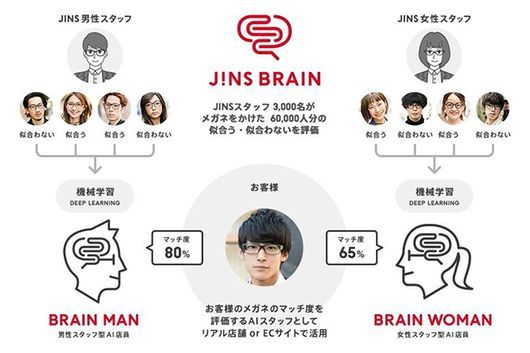 JINS 男性スタッフ
似合わない
似合う
似合う
似合わない
J!NS BRAIN
JINSスタッフ 3,000名が
メガネをかけた 60,000人分の
似合う・似合わないを評価
JINS 女性スタッフ
似合う
似合わない
似合う
似合わない
機械学習
DEEP LEARNING
お客様
機械学習
DEEP LEARNING
マッチ度
80%
マッチ度
65%
BRAIN MAN
男性スタッフ型AI店員
お客様のメガネのマッチ度を
評価するAIスタッフとして
リアル店舗 or ECサイトで活用
BRAIN WOMAN
女性スタッフ型AI店員